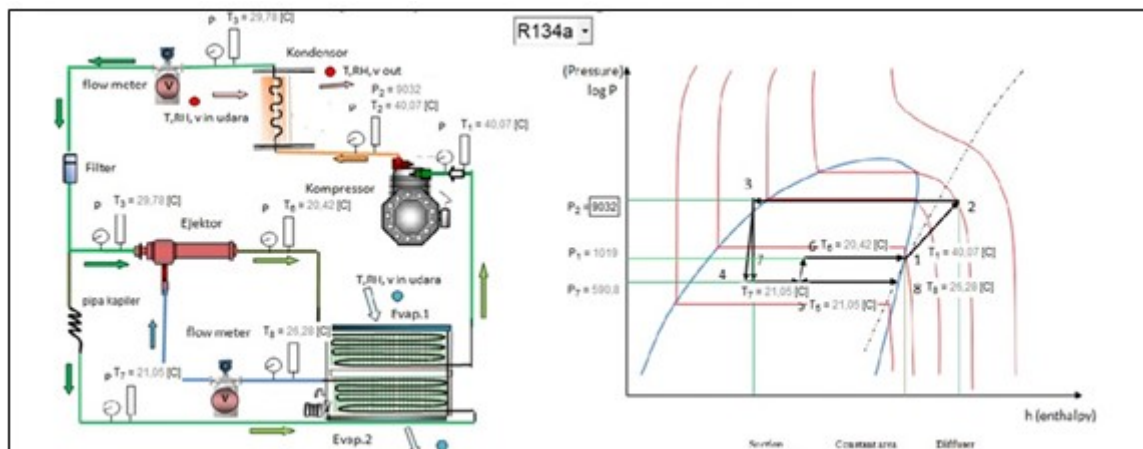 R134a
T3 = 29,78 [C]
P
Kondensor
T,RH, v out
P2 = 9032
T2 = 40,07 [C]
P
P T1 = 40,07 [C]
flow meter
V
T,RH, v in udara
Filter
Kompressor
P T3 = 29,78 [C]
Ejektor
P T6 = 20,42 [C]
T,RH, v in udara
Evap.1
pipa kapiler
flow meter
T8 = 26,28 [C]
P T7 = 21,05 [C]
V
Evap.2
(Pressure)
log P
3
P2 = 9032
2
P1 = 1019
6 T6 = 20,42 [C]
1
T1 = 40,07 [C]
7
4
P7 = 590.8
T7 = 21,05 [C]
8
T8 = 26,28 [C]
5
T5 = 21,05 [C]
h (enthalpy)
Suction Constant area Diffuser